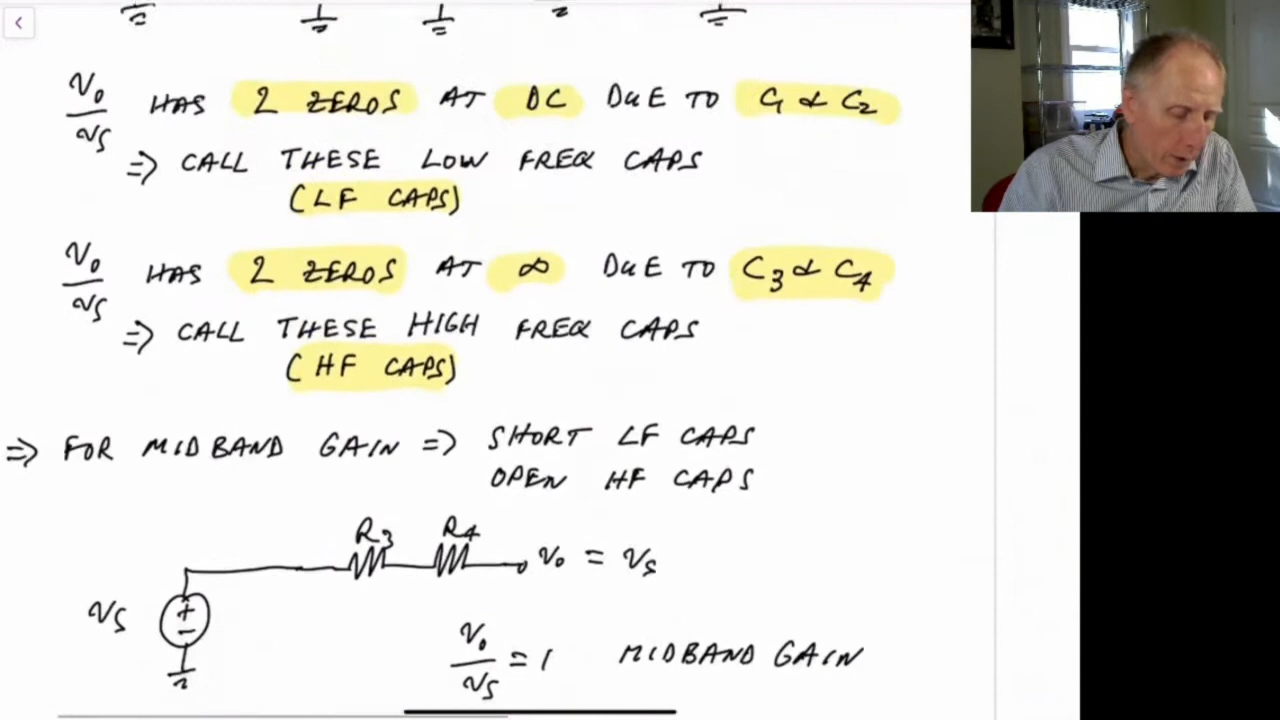 Vo/vs HAS 2 ZEROS AT DC DUE TO C1 & C2
⇒ CALL THESE LOW FREQ CAPS
(LF CAPS)
Vo/vs HAS 2 ZEROS AT ∞ DUE TO C3 & C4
⇒ CALL THESE HIGH FREQ CAPS
(HF CAPS)
⇒ FOR MIDBAND GAIN ⇒ SHORT LF CAPS
OPEN HF CAPS
R3 R4
Vo = Vs
vs + −
Vo/vs = 1 MIDBAND GAIN